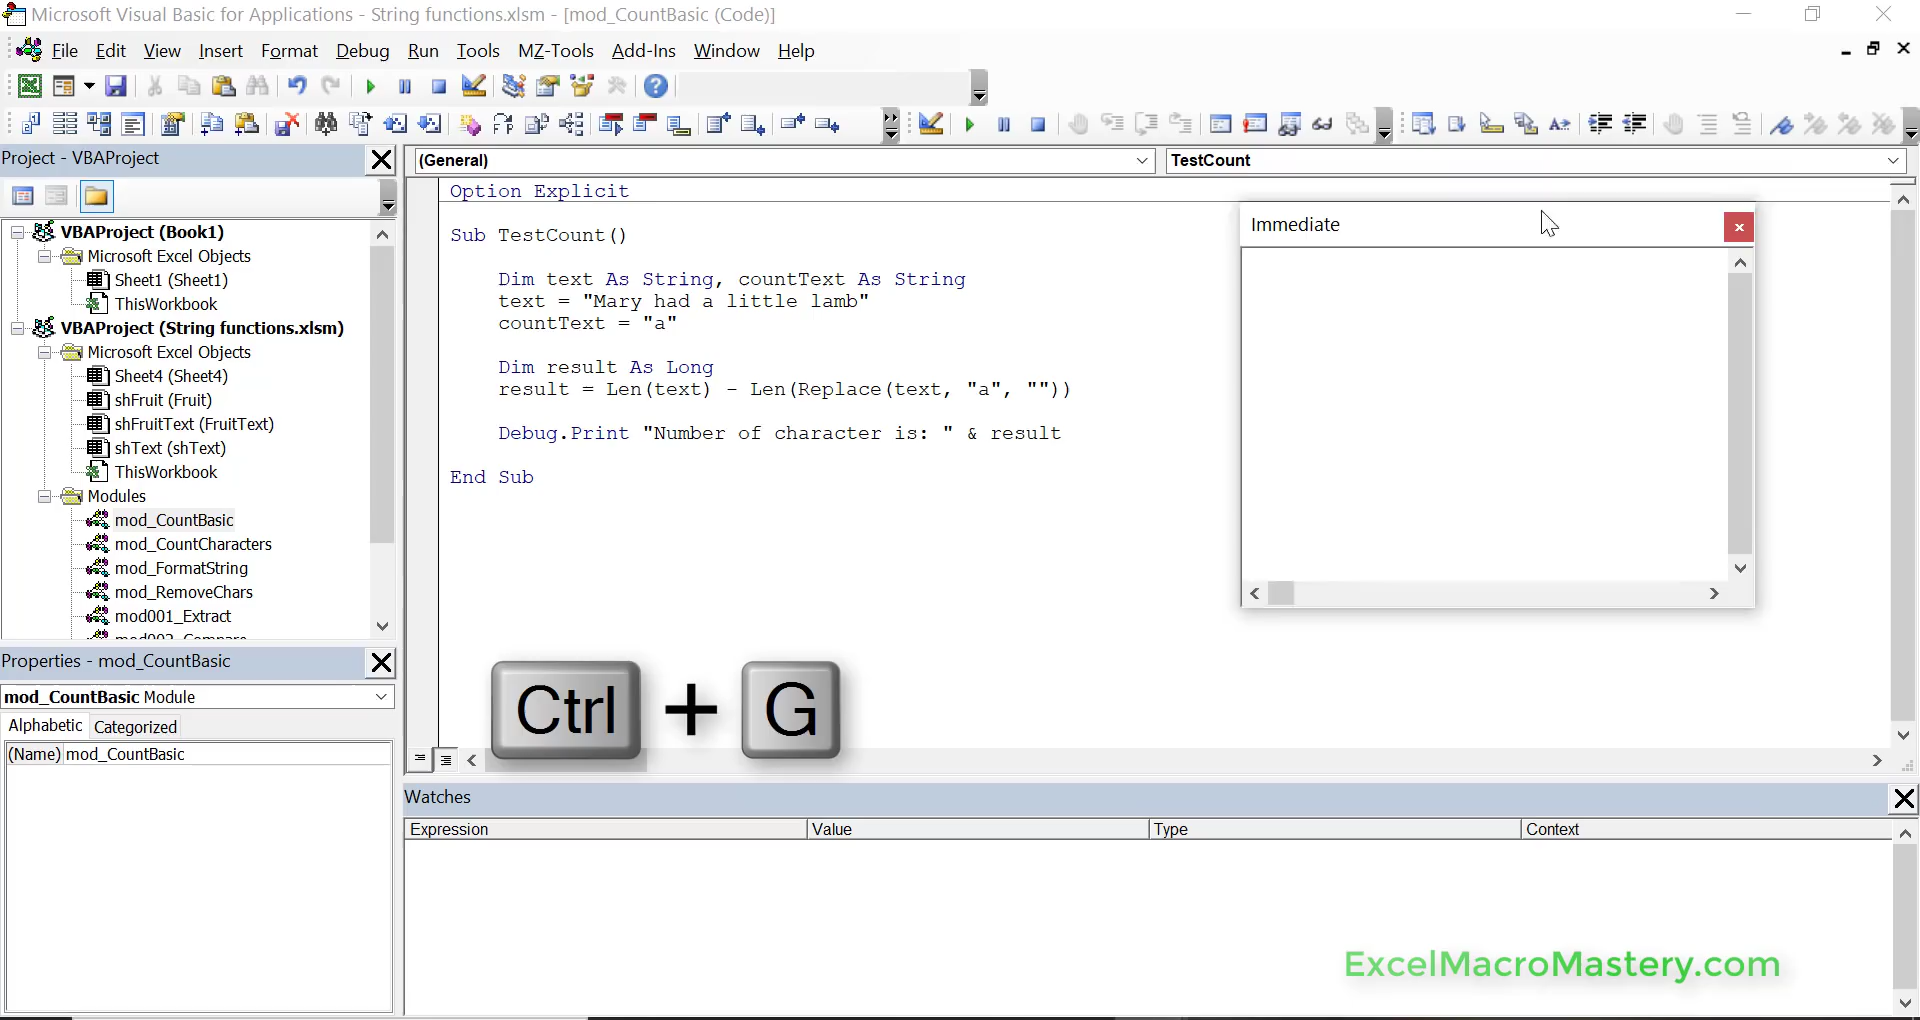 Microsoft Visual Basic for Applications - String functions.xlsm - [mod_CountBasic (Code)]
File Edit View Insert Format Debug Run Tools MZ-Tools Add-Ins Window Help
Project - VBAProject
(General)
TestCount
VBAProject (Book1)
Microsoft Excel Objects
Sheet1 (Sheet1)
ThisWorkbook
VBAProject (String functions.xlsm)
Microsoft Excel Objects
Sheet4 (Sheet4)
shFruit (Fruit)
shFruitText (FruitText)
shText (shText)
ThisWorkbook
Modules
mod_CountBasic
mod_CountCharacters
mod_FormatString
mod_RemoveChars
mod001_Extract
mod002_Compare
Option Explicit
Sub TestCount()
Dim text As String, countText As String
text = "Mary had a little lamb"
countText = "a"
Dim result As Long
result = Len(text) - Len(Replace(text, "a", ""))
Debug.Print "Number of character is: " & result
End Sub
Immediate
Ctrl + G
Properties - mod_CountBasic
mod_CountBasic Module
Alphabetic Categorized
(Name) mod_CountBasic
Watches
Expression Value Type Context
ExcelMacroMastery.com